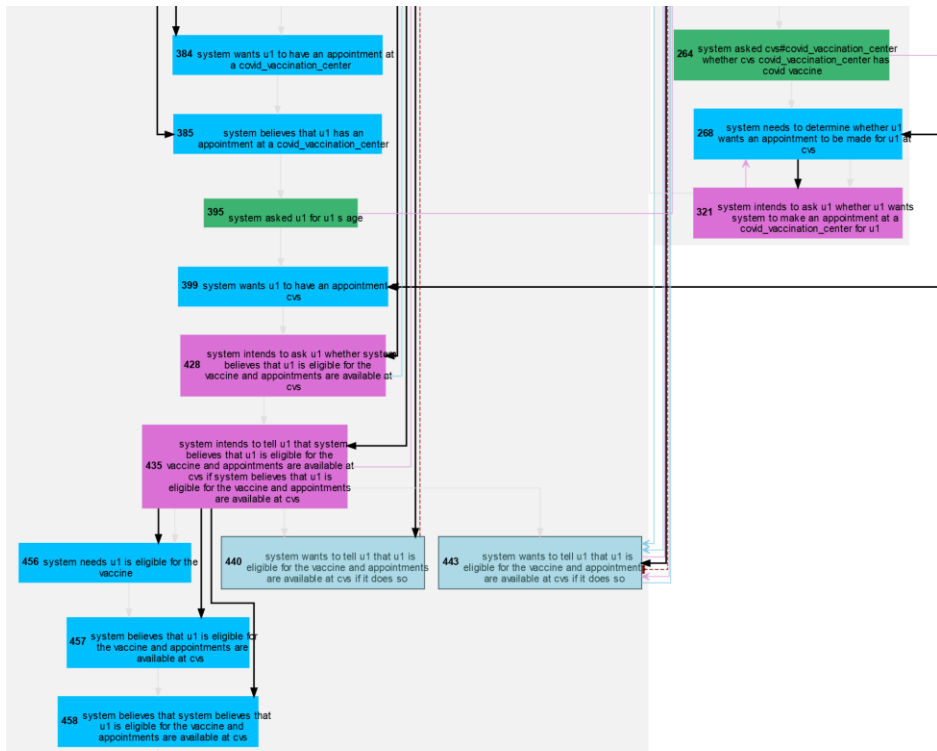 384
system wants u1 to have an appointment at
a covid_vaccination_center
385
system believes that u1 has an
appointment at a covid_vaccination_center
395
system asked u1 for u1 s age
399
system wants u1 to have an appointment
cvs
428
system intends to ask u1 whether system
believes that u1 is eligible for the
vaccine and appointments are available at
cvs
435
system intends to tell u1 that system
believes that u1 is eligible for the
vaccine and appointments are available at
cvs if system believes that u1 is
eligible for the vaccine and appointments
are available at cvs
456
system needs u1 is eligible for the
vaccine
440
system wants to tell u1 that u1 is
eligible for the vaccine and appointments
are available at cvs if it does so
443
system wants to tell u1 that u1 is
eligible for the vaccine and appointments
are available at cvs if it does so
457
system believes that u1 is eligible for
the vaccine and appointments are
available at cvs
458
system believes that system believes that
u1 is eligible for the vaccine and
appointments are available at cvs
264
system asked cvs#covid_vaccination_center
whether cvs covid_vaccination_center has
covid vaccine
268
system needs to determine whether u1
wants an appointment to be made for u1 at
cvs
321
system intends to ask u1 whether u1 wants
system to make an appointment at a
covid_vaccination_center for u1